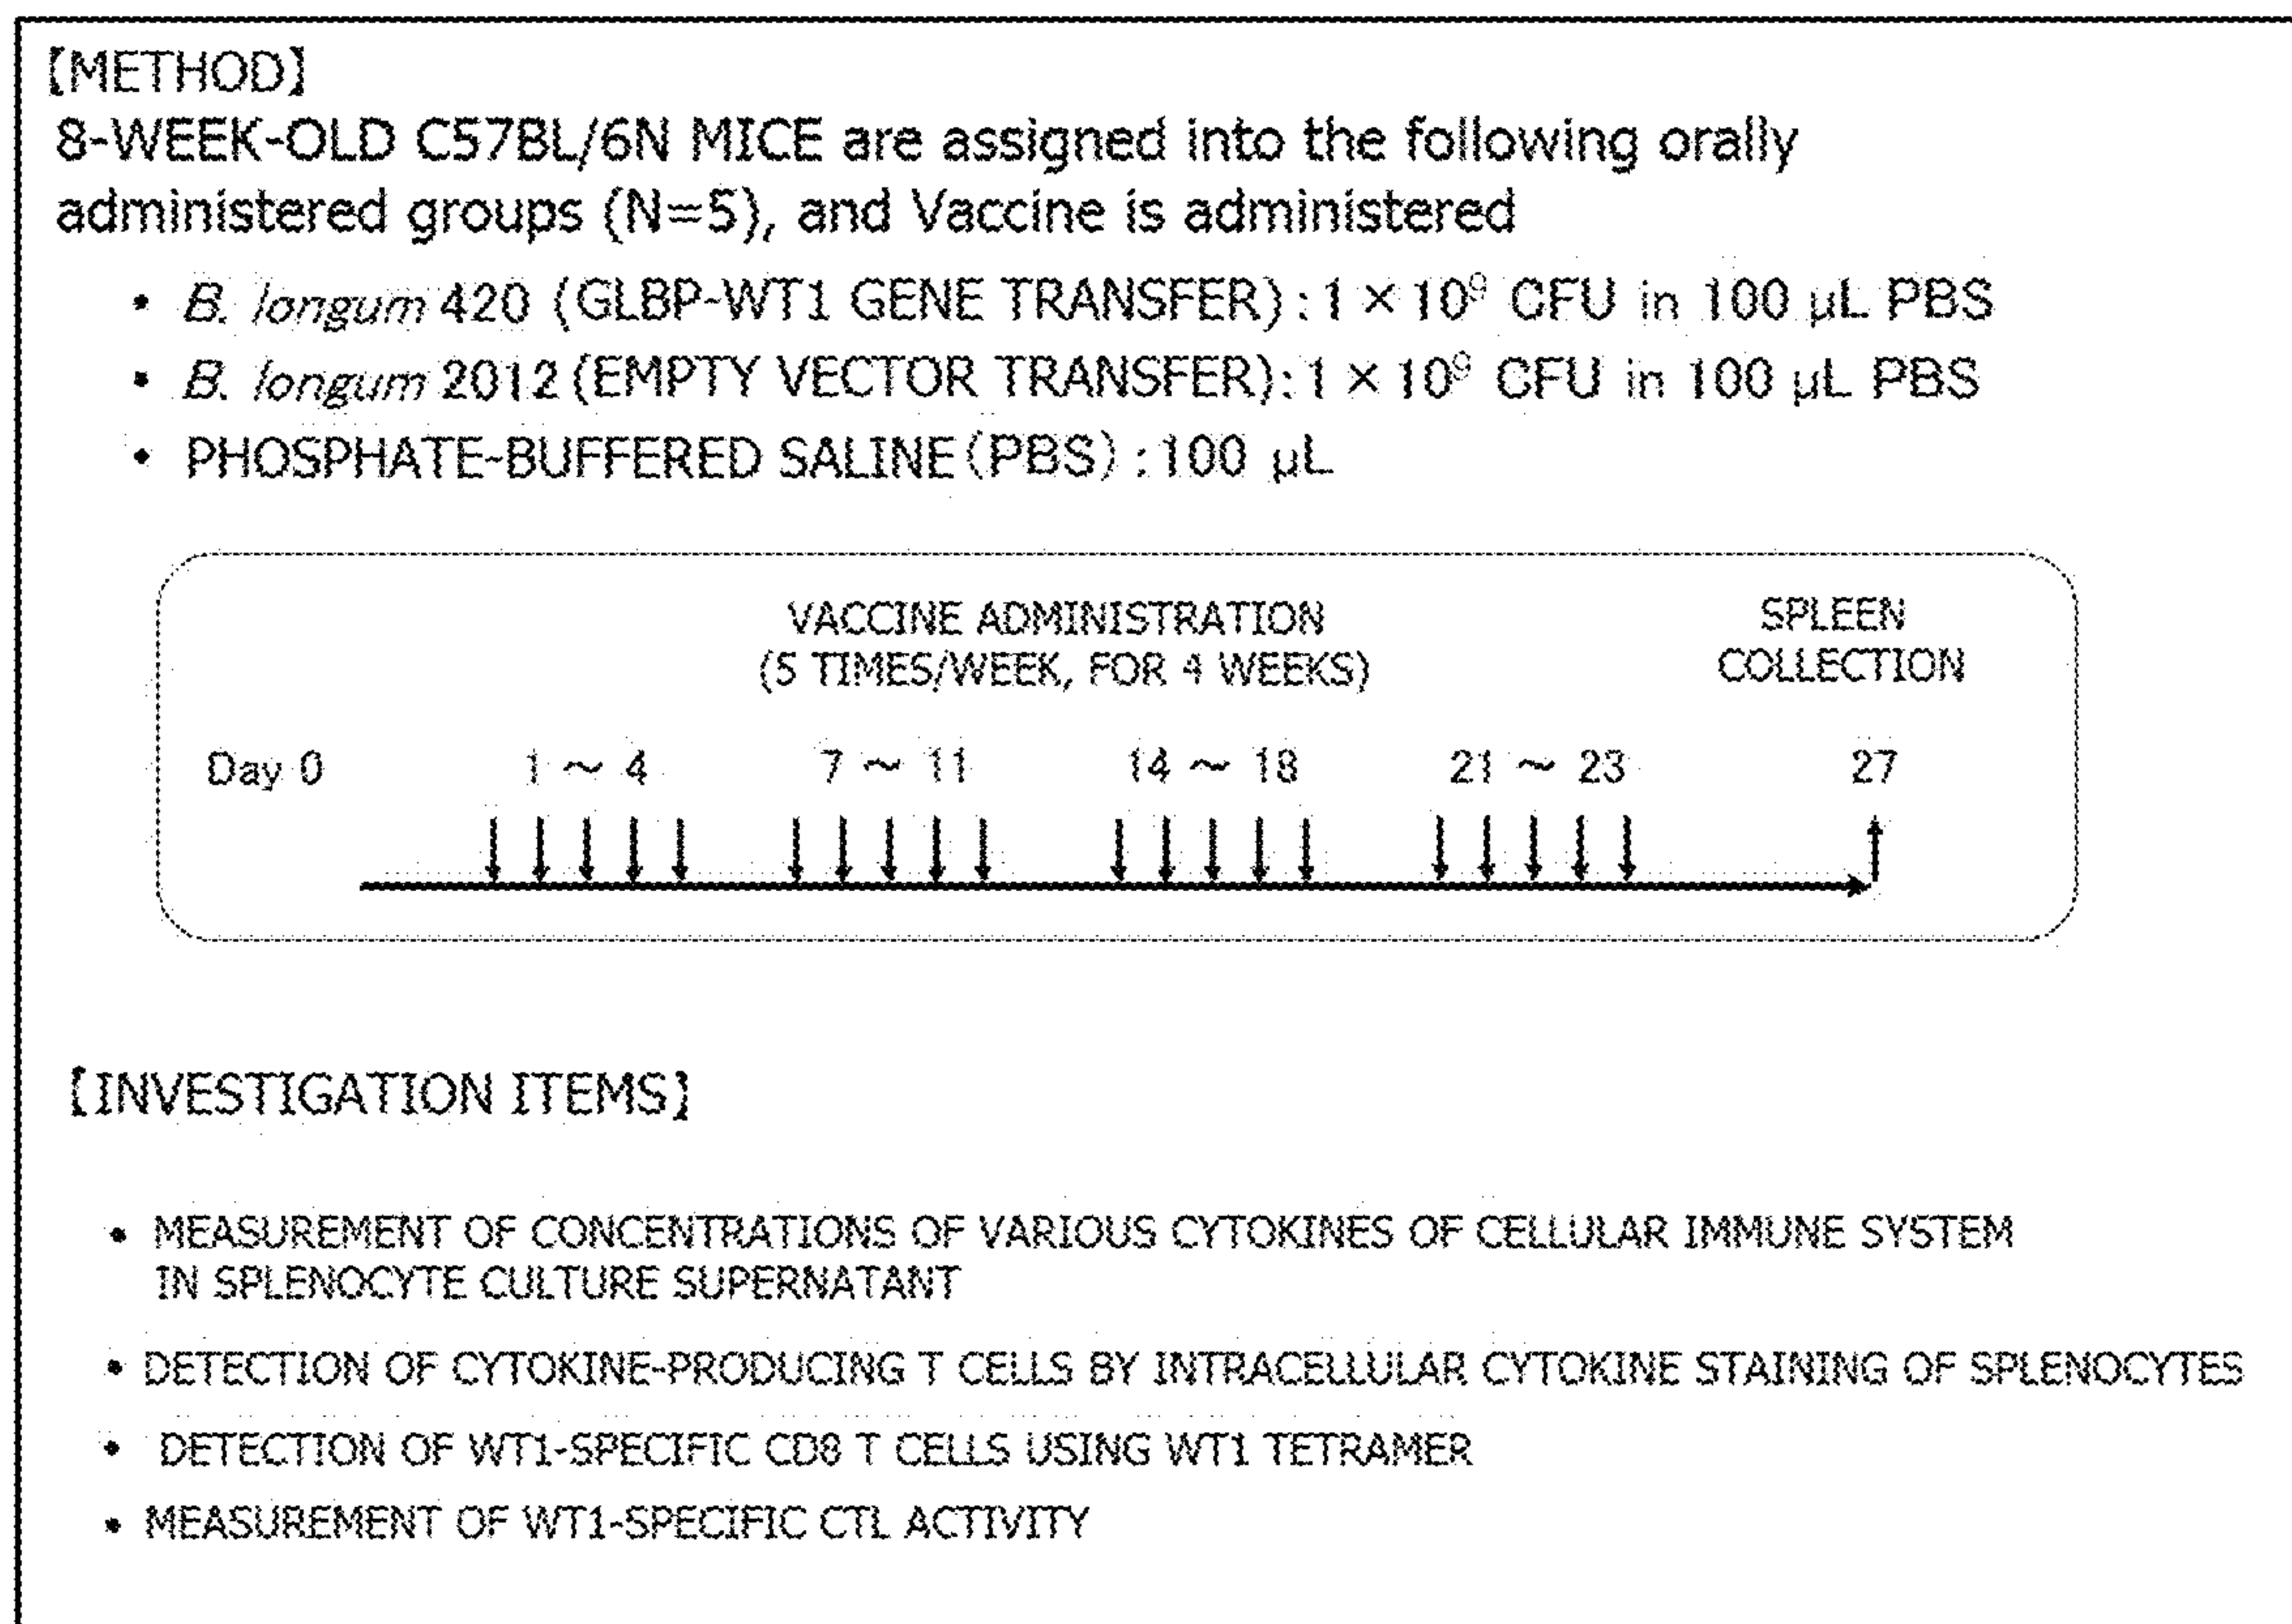 【METHOD】
8-WEEK-OLD C57BL/6N MICE are assigned into the following orally
administered groups (N=5), and Vaccine is administered
• B. longum 420 (GLBP-WT1 GENE TRANSFER) : 1 × 10⁹ CFU in 100 μL PBS
• B. longum 2012 (EMPTY VECTOR TRANSFER): 1 × 10⁹ CFU in 100 μL PBS
• PHOSPHATE-BUFFERED SALINE (PBS) : 100 μL
VACCINE ADMINISTRATION
(5 TIMES/WEEK, FOR 4 WEEKS)
SPLEEN
COLLECTION
Day 0 1 ~ 4 7 ~ 11 14 ~ 18 21 ~ 23 27
【INVESTIGATION ITEMS】
• MEASUREMENT OF CONCENTRATIONS OF VARIOUS CYTOKINES OF CELLULAR IMMUNE SYSTEM
IN SPLENOCYTE CULTURE SUPERNATANT
• DETECTION OF CYTOKINE-PRODUCING T CELLS BY INTRACELLULAR CYTOKINE STAINING OF SPLENOCYTES
• DETECTION OF WT1-SPECIFIC CD8 T CELLS USING WT1 TETRAMER
• MEASUREMENT OF WT1-SPECIFIC CTL ACTIVITY